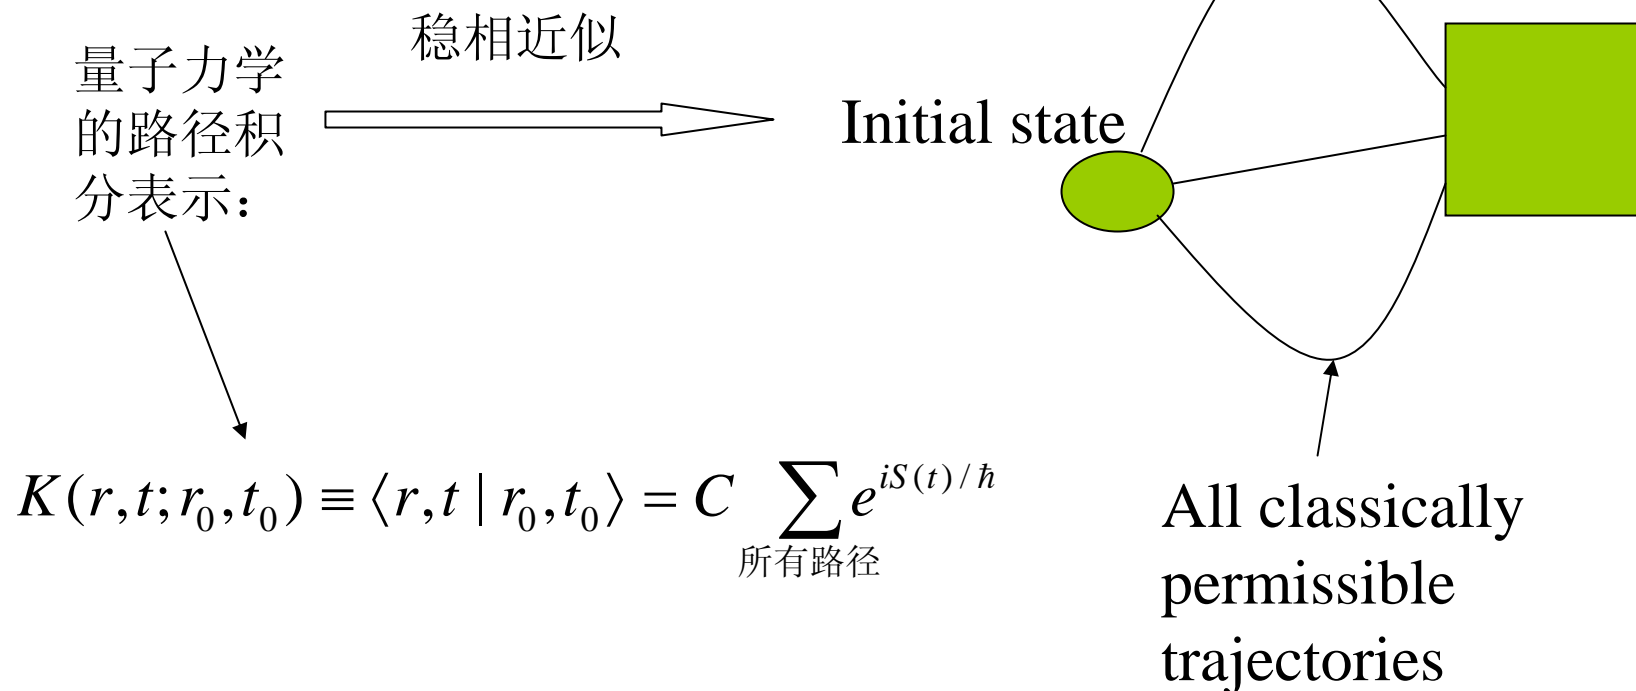 稳相近似
量子力学
的路径积
分表示：
Initial state
K(r,t;r₀,t₀) ≡ ⟨r,t | r₀,t₀⟩ = C ∑ e^{iS(t)/ħ}
所有路径
All classically
permissible
trajectories